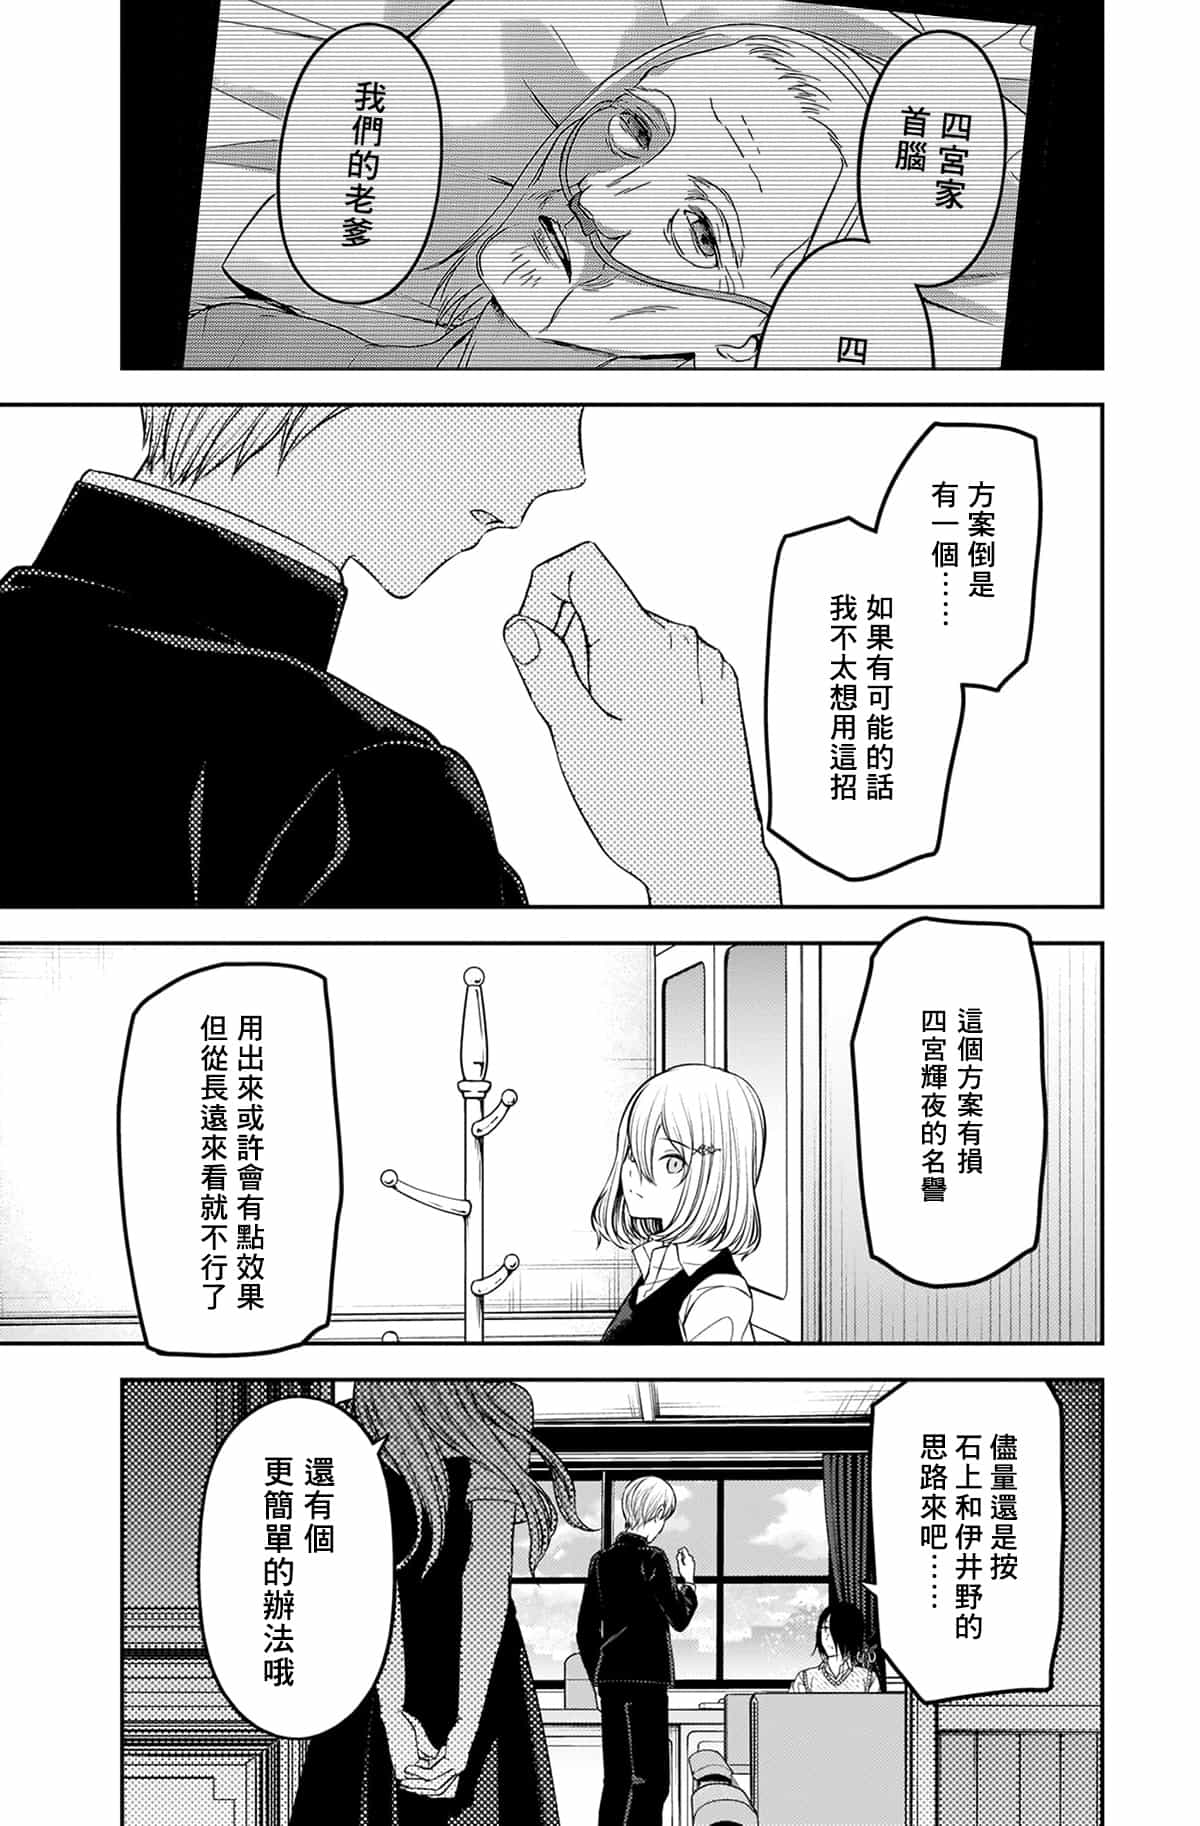 四宮家
首腦
四
我們的老爹
方案倒是
有一個……
如果有可能的話
我不太想用這招
這個方案有損
四宮輝夜的名譽
用出來或許會有點效果
但從長遠來看就不行了
儘量還是按
石上和伊井野的
思路來吧……
還有個
更簡單的辦法哦